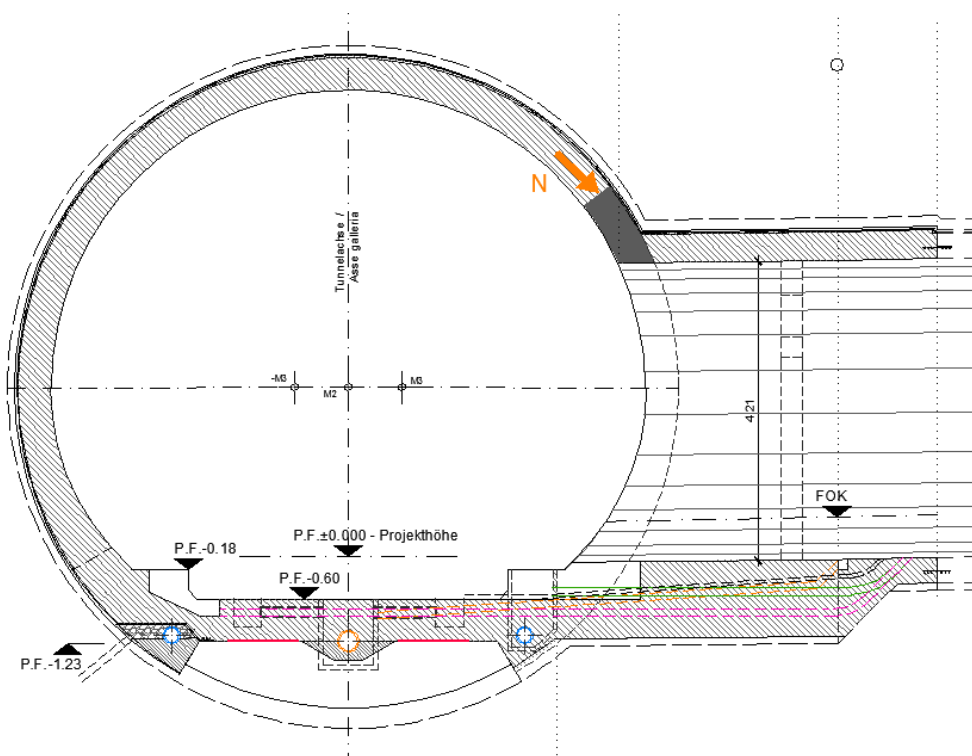 N
Tunnelachse /
Asse galleria
-M3
M2
M3
421
FOK
P.F.±0.000 - Projekthöhe
P.F.-0.18
P.F.-0.60
P.F.-1.23